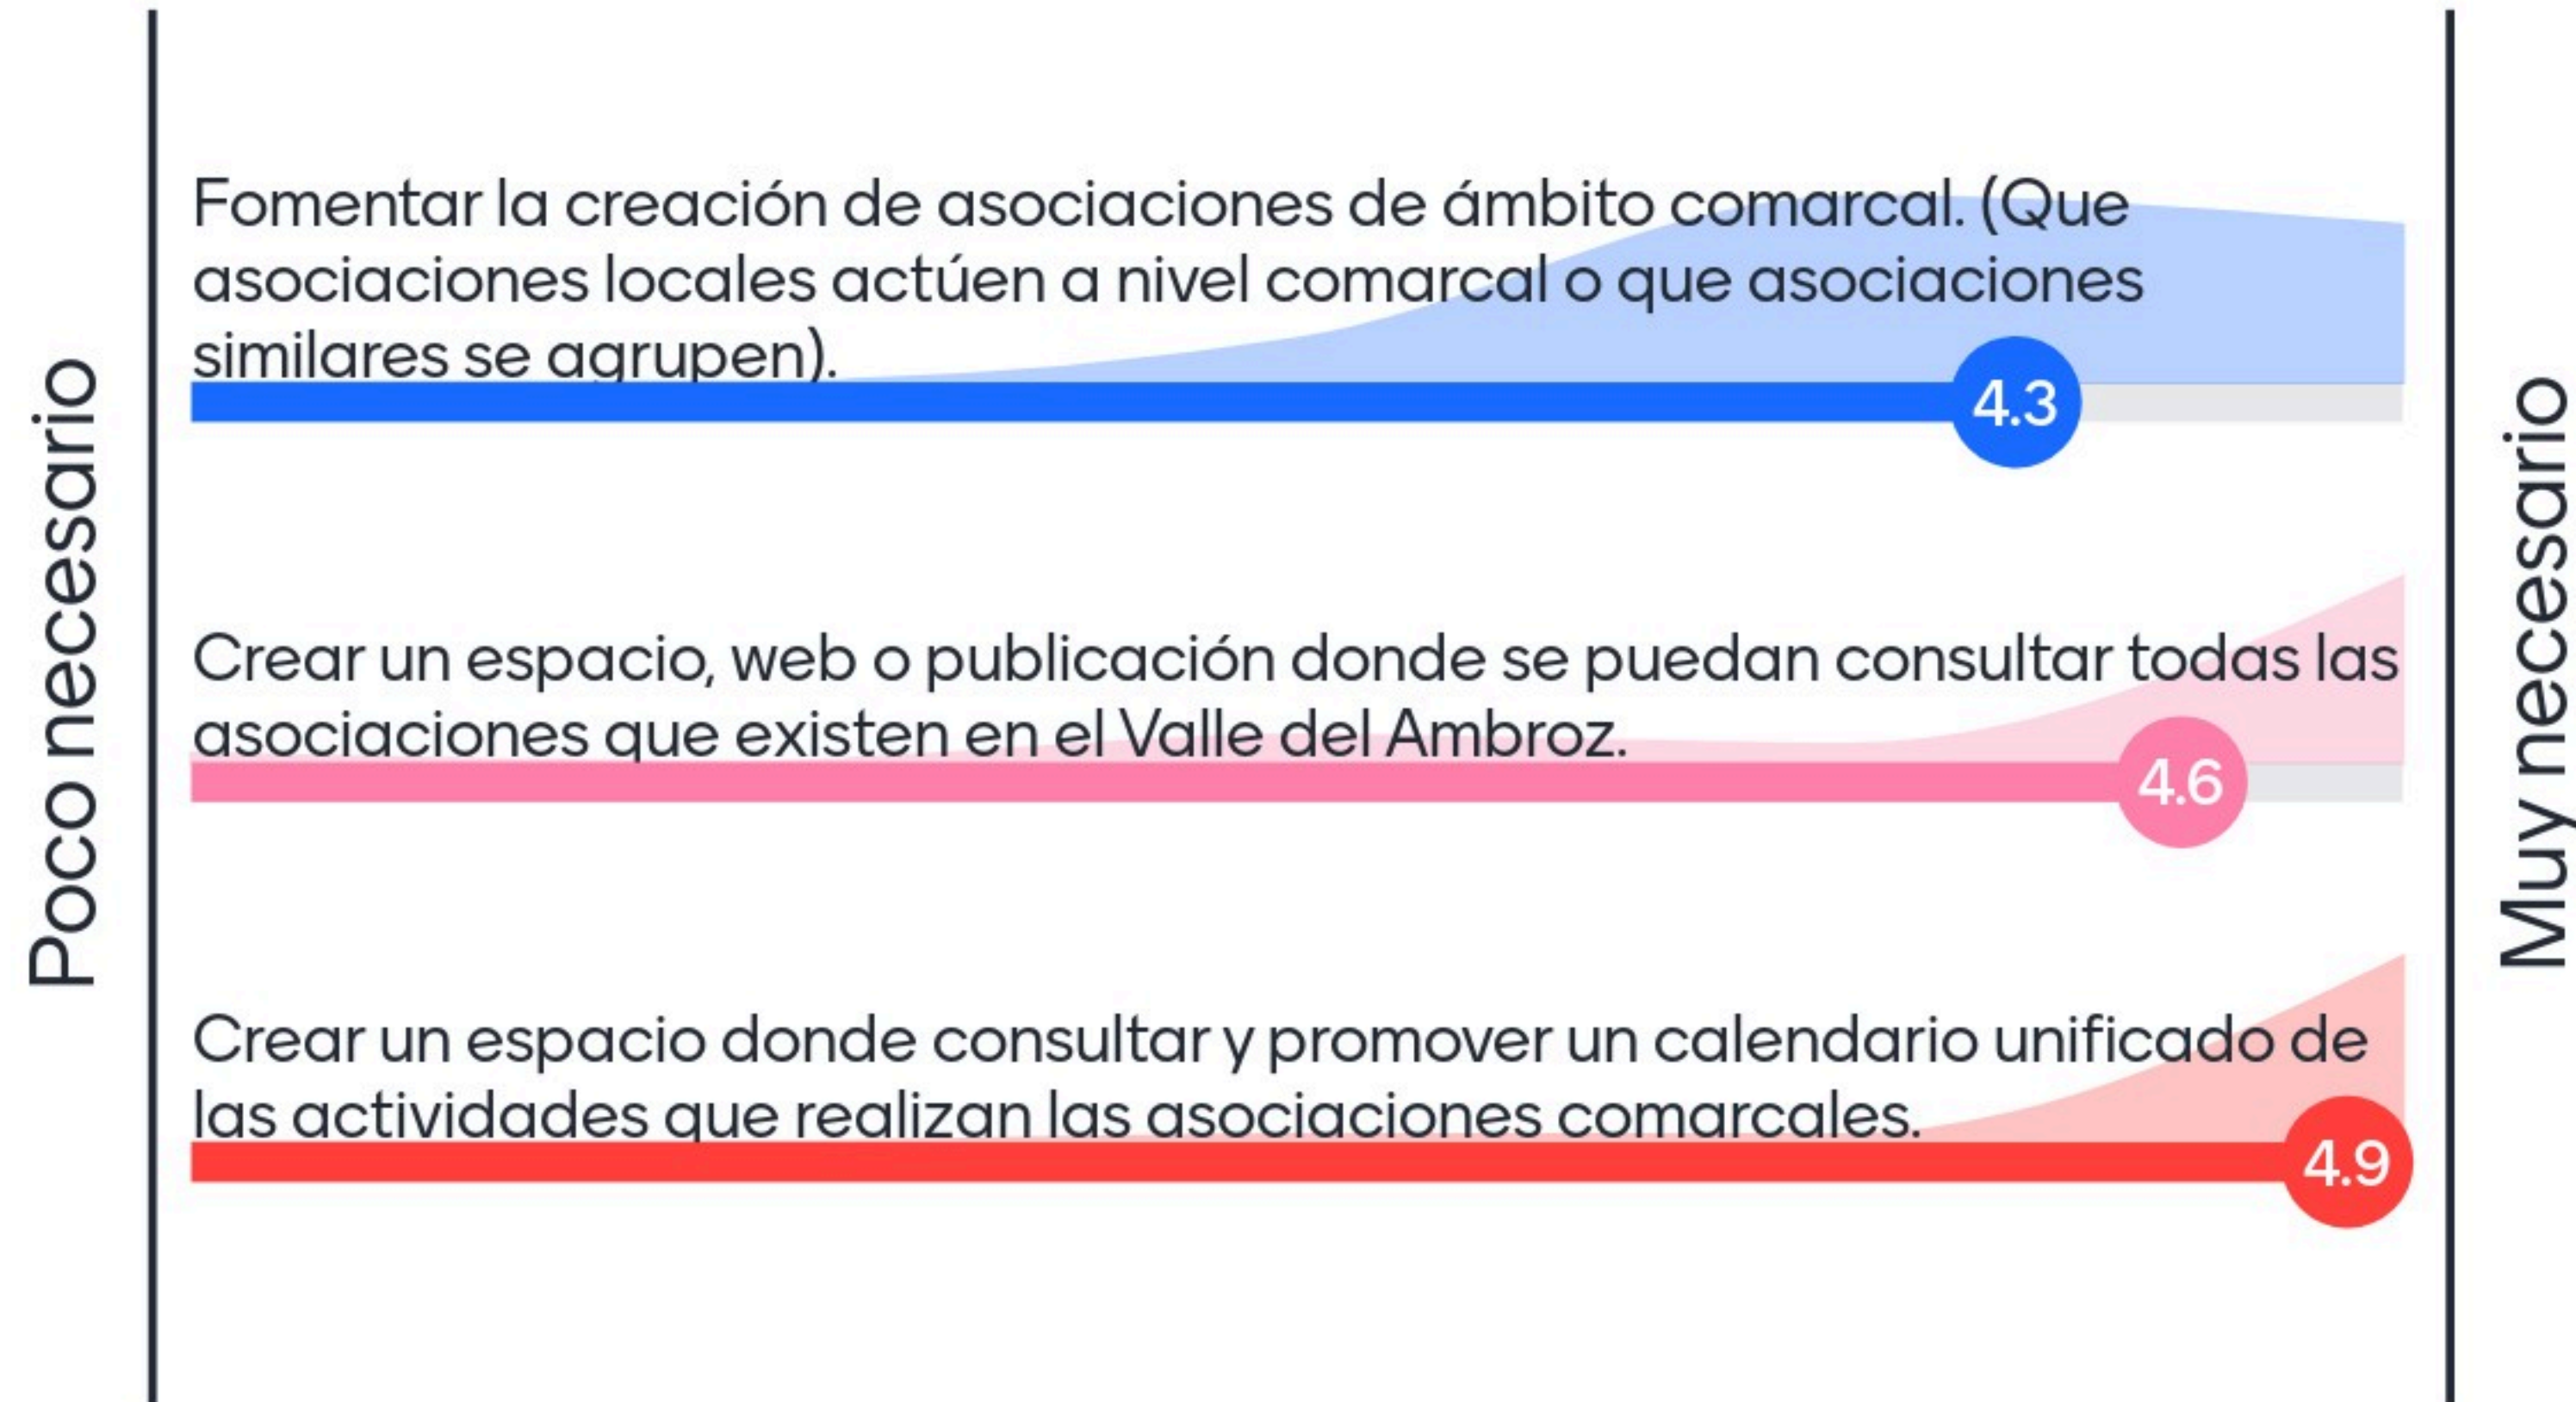 Poco necesario
Fomentar la creación de asociaciones de ámbito comarcal. (Que
asociaciones locales actúen a nivel comarcal o que asociaciones
similares se agrupen).
4.3
Crear un espacio, web o publicación donde se puedan consultar todas las
asociaciones que existen en el Valle del Ambroz.
4.6
Crear un espacio donde consultar y promover un calendario unificado de
las actividades que realizan las asociaciones comarcales.
4.9
Muy necesario